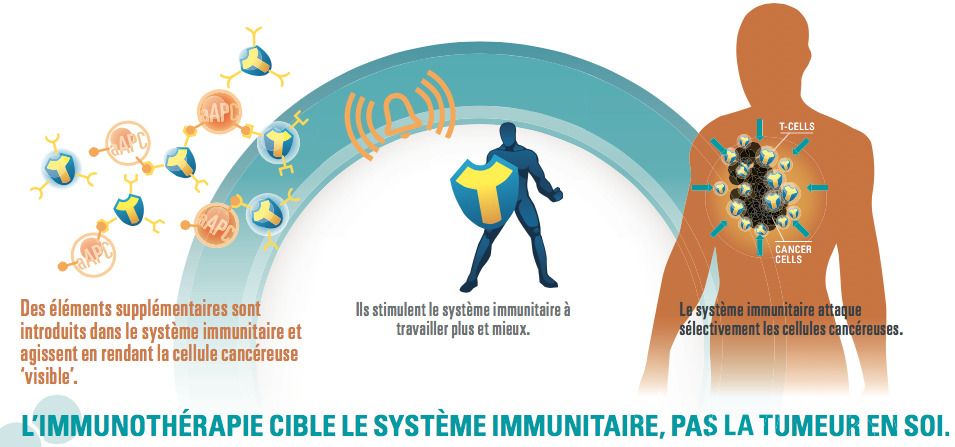 aAPC
aAPC
aAPC
aAPC
T-CELLS
CANCER
CELLS
Des éléments supplémentaires sont
introduits dans le système immunitaire et
agissent en rendant la cellule cancéreuse
‘visible’.
Ils stimulent le système immunitaire à
travailler plus et mieux.
Le système immunitaire attaque
sélectivement les cellules cancéreuses.
L’IMMUNOTHÉRAPIE CIBLE LE SYSTÈME IMMUNITAIRE, PAS LA TUMEUR EN SOI.